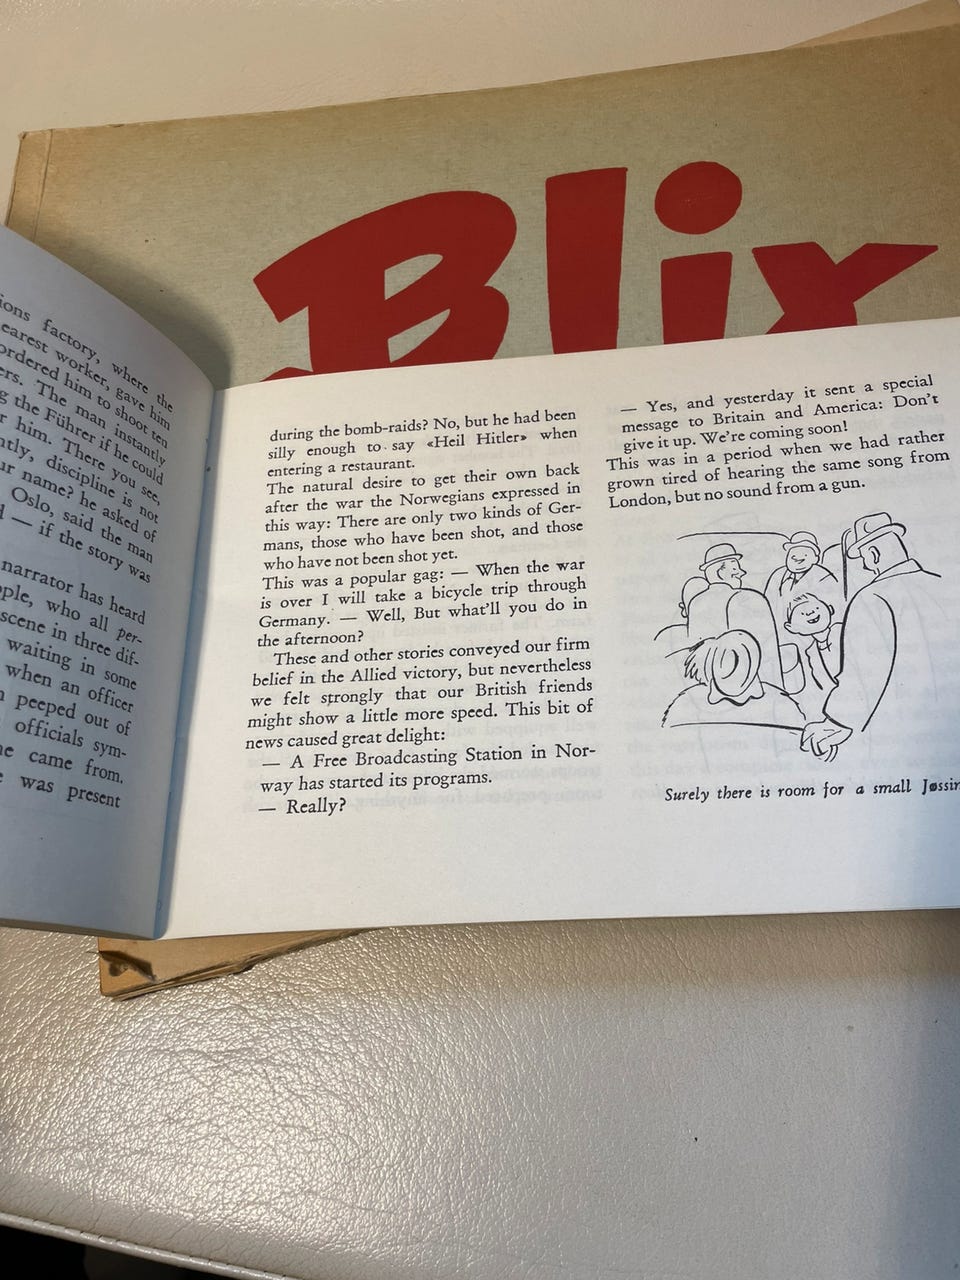 Blix
ions factory, where the
earest worker, gave him
ordered him to shoot ten
ers. The man instantly
g the Führer if he could
r him. There you see,
ntly, discipline is not
ur name? he asked of
Oslo, said the man
— if the story was
narrator has heard
ople, who all per-
scene in three dif-
waiting in some
when an officer
peeped out of
officials sym-
he came from.
was present
during the bomb-raids? No, but he had been
silly enough to say «Heil Hitler» when
entering a restaurant.
The natural desire to get their own back
after the war the Norwegians expressed in
this way: There are only two kinds of Ger-
mans, those who have been shot, and those
who have not been shot yet.
This was a popular gag: — When the war
is over I will take a bicycle trip through
Germany. — Well, But what'll you do in
the afternoon?
These and other stories conveyed our firm
belief in the Allied victory, but nevertheless
we felt strongly that our British friends
might show a little more speed. This bit of
news caused great delight:
— A Free Broadcasting Station in Nor-
way has started its programs.
— Really?
— Yes, and yesterday it sent a special
message to Britain and America: Don't
give it up. We're coming soon!
This was in a period when we had rather
grown tired of hearing the same song from
London, but no sound from a gun.
Surely there is room for a small Jøssin